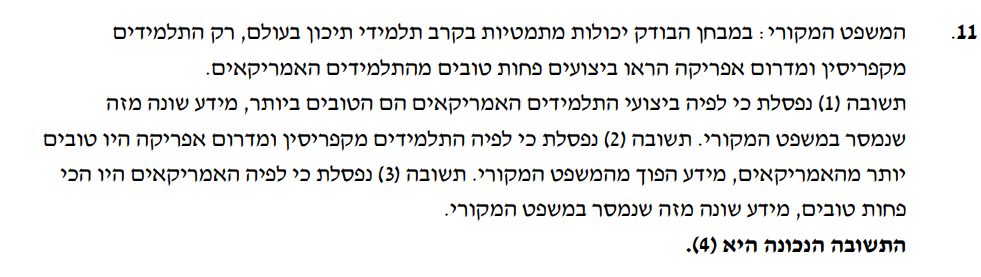 11. המשפט המקורי: במבחן הבודק יכולות מתמטיות בקרב תלמידי תיכון בעולם, רק התלמידים
מקפריסין ומדרום אפריקה הראו ביצועים פחות טובים מהתלמידים האמריקאים.
תשובה (1) נפסלת כי לפיה ביצועי התלמידים האמריקאים הם הטובים ביותר, מידע שונה מזה
שנמסר במשפט המקורי. תשובה (2) נפסלת כי לפיה התלמידים מקפריסין ומדרום אפריקה היו טובים
יותר מהאמריקאים, מידע הפוך מהמשפט המקורי. תשובה (3) נפסלת כי לפיה האמריקאים היו הכי
פחות טובים, מידע שונה מזה שנמסר במשפט המקורי.
התשובה הנכונה היא (4).